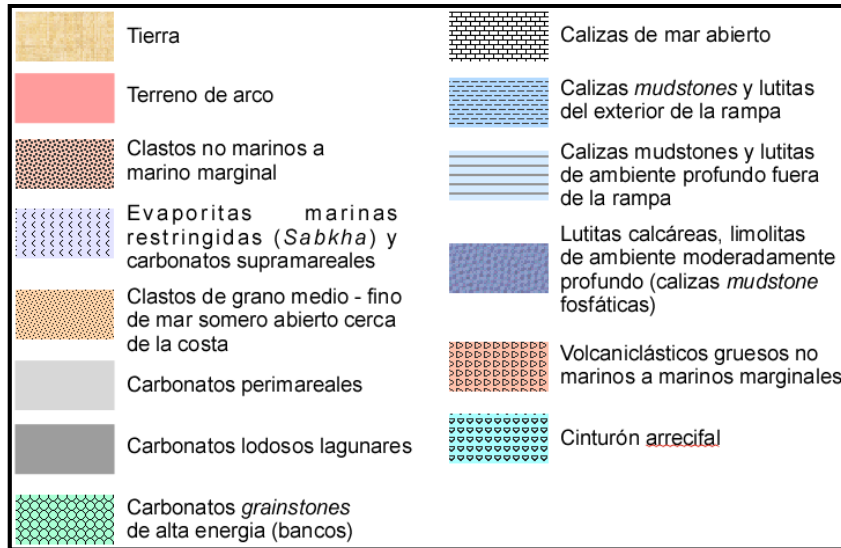 Tierra
Terreno de arco
Clastos no marinos a
marino marginal
Evaporitas marinas
restringidas (Sabkha) y
carbonatos supramareales
Clastos de grano medio - fino
de mar somero abierto cerca
de la costa
Carbonatos perimareales
Carbonatos lodosos lagunares
Carbonatos grainstones
de alta energia (bancos)
Calizas de mar abierto
Calizas mudstones y lutitas
del exterior de la rampa
Calizas mudstones y lutitas
de ambiente profundo fuera
de la rampa
Lutitas calcáreas, limolitas
de ambiente moderadamente
profundo (calizas mudstone
fosfáticas)
Volcaniclásticos gruesos no
marinos a marinos marginales
Cinturón arrecifal